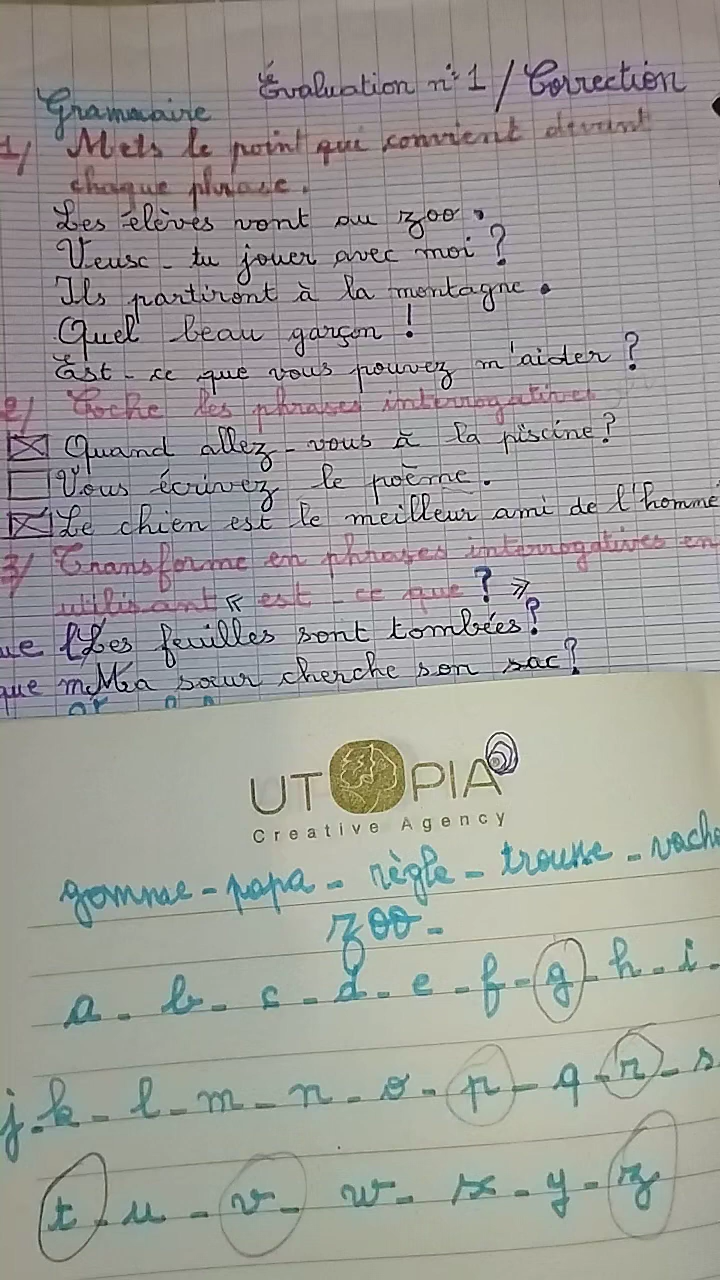 Évaluation n°1 / Correction
Grammaire
1/ Mets le point qui convient devant
chaque phrase.
Les élèves vont au zoo.
Veux-tu jouer avec moi ?
Ils partiront à la montagne.
Quel beau garçon !
Est-ce que vous pouvez m'aider ?
2/ Coche les phrases interrogatives
Quand allez-vous à la piscine ?
Vous écrivez le poème.
Le chien est le meilleur ami de l'homme
3/ Transforme en phrases interrogatives en
utilisant « est-ce que ? »
Les feuilles sont tombées ?
que m Ma sœur cherche son sac ?
UTOPIA
Creative Agency
gomme - papa - règle - trousse - vache
zoo -
a - b - c - d - e - f - g - h - i -
j - k - l - m - n - o - p - q - r - s
t - u - v - w - x - y - z